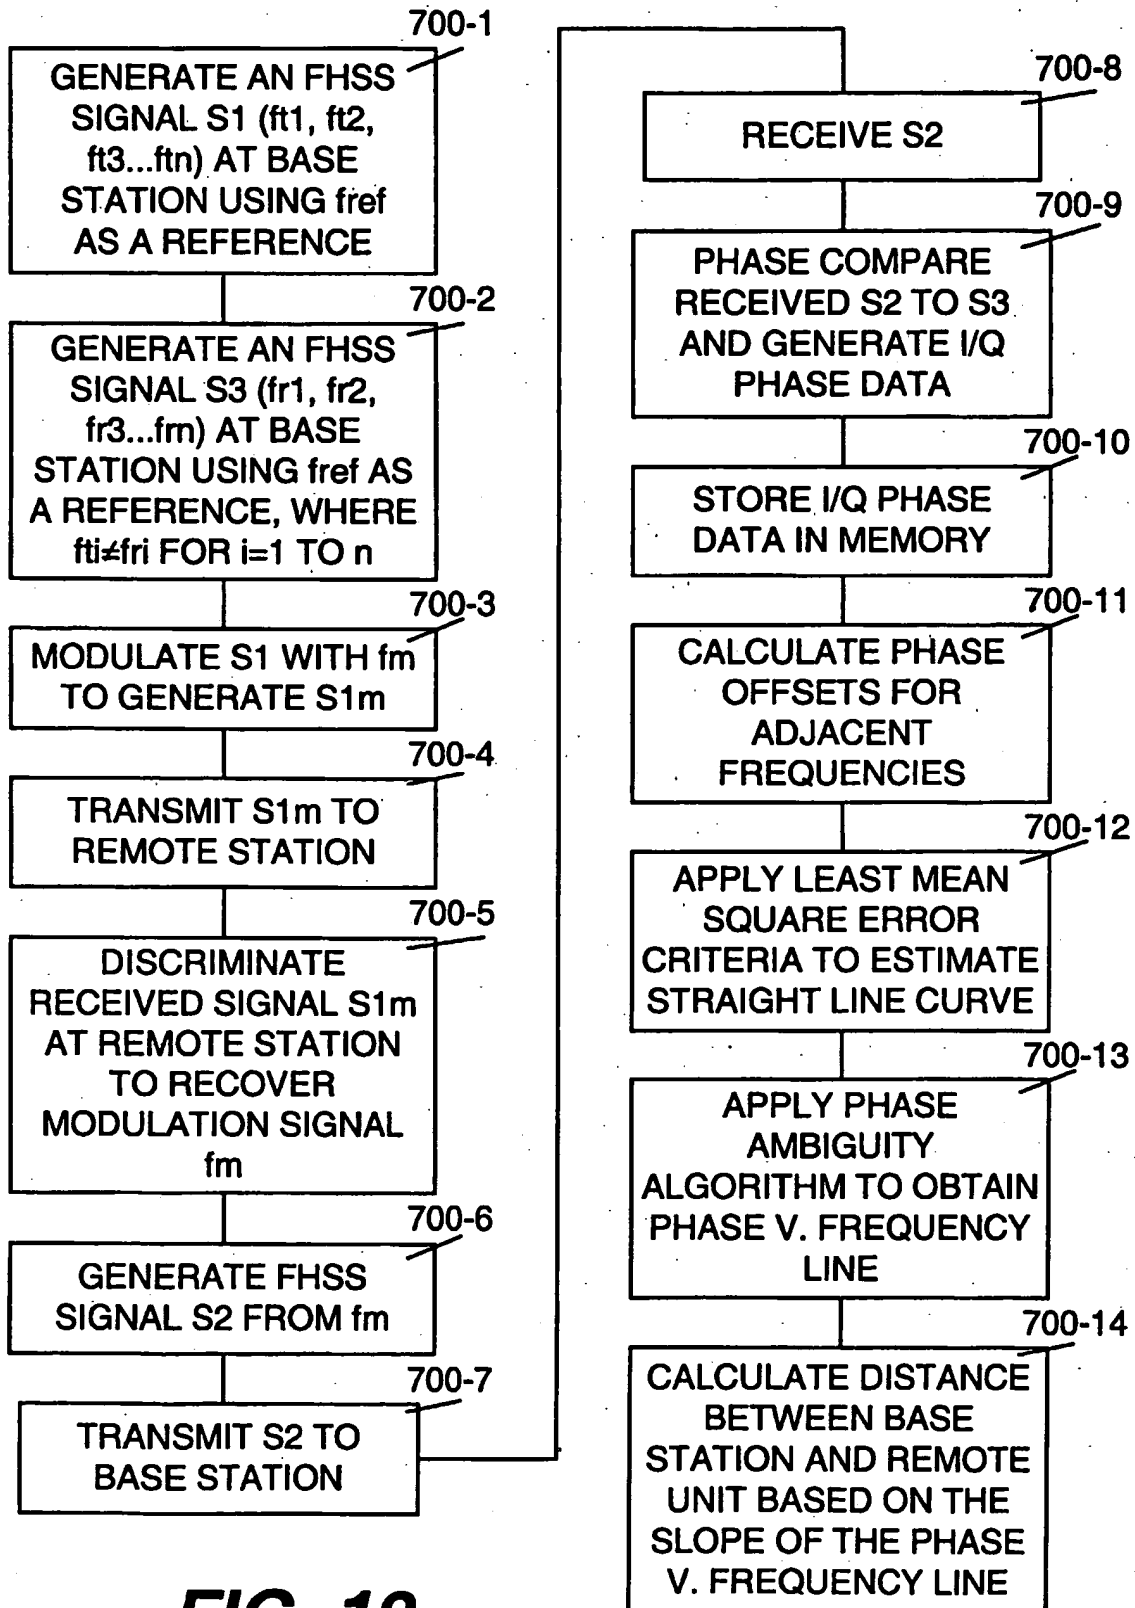 700-1
GENERATE AN FHSS
SIGNAL S1 (ft1, ft2,
ft3...ftn) AT BASE
STATION USING fref
AS A REFERENCE
700-2
GENERATE AN FHSS
SIGNAL S3 (fr1, fr2,
fr3...frn) AT BASE
STATION USING fref AS
A REFERENCE, WHERE
fti≠fri FOR i=1 TO n
700-3
MODULATE S1 WITH fm
TO GENERATE S1m
700-4
TRANSMIT S1m TO
REMOTE STATION
700-5
DISCRIMINATE
RECEIVED SIGNAL S1m
AT REMOTE STATION
TO RECOVER
MODULATION SIGNAL
fm
700-6
GENERATE FHSS
SIGNAL S2 FROM fm
700-7
TRANSMIT S2 TO
BASE STATION
700-8
RECEIVE S2
700-9
PHASE COMPARE
RECEIVED S2 TO S3
AND GENERATE I/Q
PHASE DATA
700-10
STORE I/Q PHASE
DATA IN MEMORY
700-11
CALCULATE PHASE
OFFSETS FOR
ADJACENT
FREQUENCIES
700-12
APPLY LEAST MEAN
SQUARE ERROR
CRITERIA TO ESTIMATE
STRAIGHT LINE CURVE
700-13
APPLY PHASE
AMBIGUITY
ALGORITHM TO OBTAIN
PHASE V. FREQUENCY
LINE
700-14
CALCULATE DISTANCE
BETWEEN BASE
STATION AND REMOTE
UNIT BASED ON THE
SLOPE OF THE PHASE
V. FREQUENCY LINE
FIG.